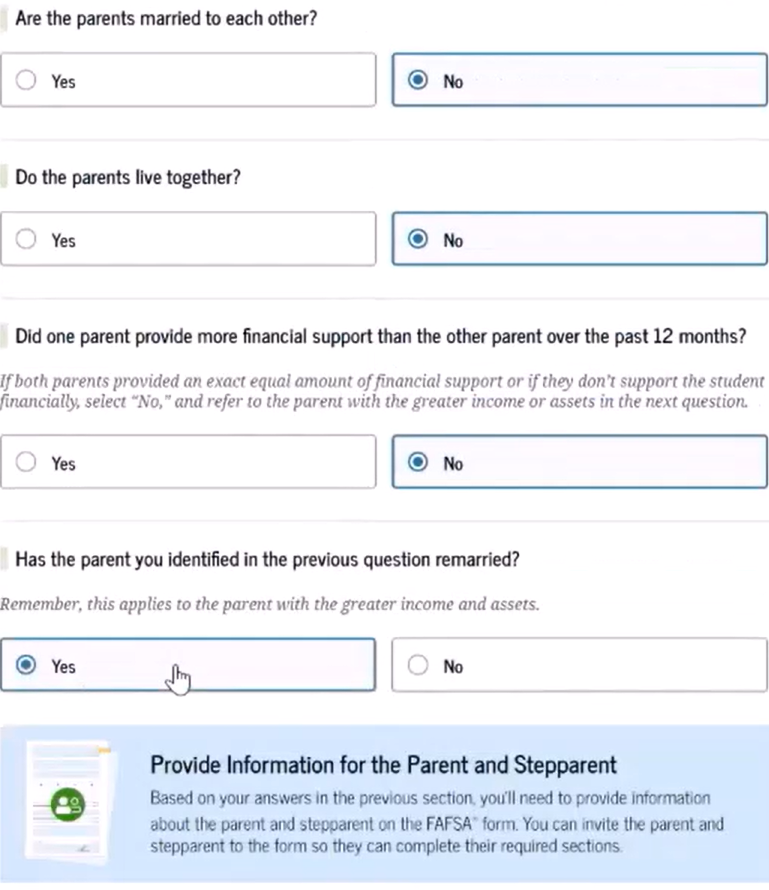 Are the parents married to each other?
Yes
No
Do the parents live together?
Yes
No
Did one parent provide more financial support than the other parent over the past 12 months?
If both parents provided an exact equal amount of financial support or if they don't support the student
financially, select "No," and refer to the parent with the greater income or assets in the next question.
Yes
No
Has the parent you identified in the previous question remarried?
Remember, this applies to the parent with the greater income and assets.
Yes
No
Provide Information for the Parent and Stepparent
Based on your answers in the previous section, you'll need to provide information
about the parent and stepparent on the FAFSA® form. You can invite the parent and
stepparent to the form so they can complete their required sections.